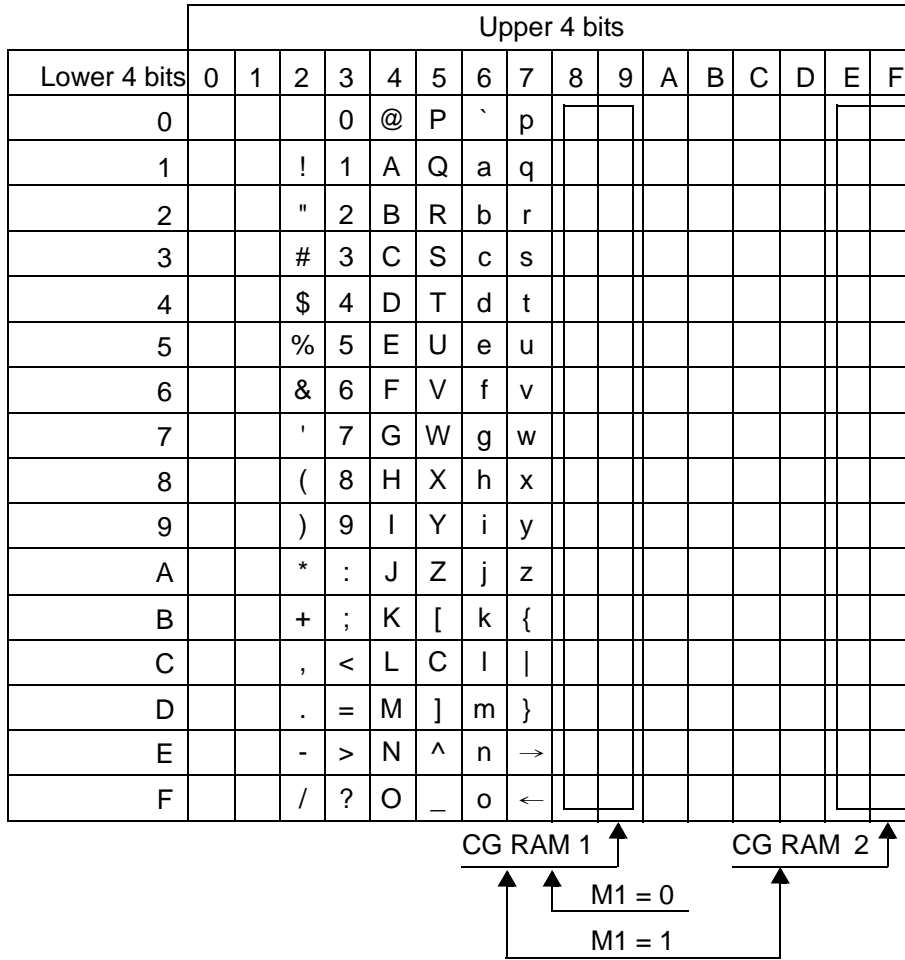 Upper 4 bits
Lower 4 bits 0 1 2 3 4 5 6 7 8 9 A B C D E F
0 0 @ P ` p
1 ! 1 A Q a q
2 " 2 B R b r
3 # 3 C S c s
4 $ 4 D T d t
5 % 5 E U e u
6 & 6 F V f v
7 ' 7 G W g w
8 ( 8 H X h x
9 ) 9 I Y i y
A * : J Z j z
B + ; K [ k {
C , < L C l |
D . = M ] m }
E - > N ^ n →
F / ? O _ o ←
CG RAM 1 CG RAM 2
M1 = 0
M1 = 1